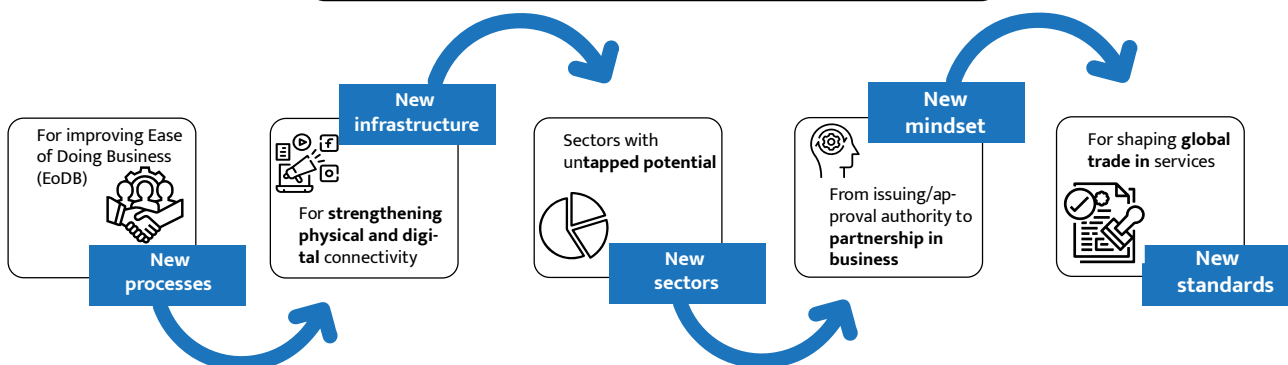 For improving Ease
of Doing Business
(EoDB)
New
processes
New
infrastructure
For strengthening
physical and digi-
tal connectivity
Sectors with
untapped potential
New
sectors
New
mindset
From issuing/ap-
proval authority to
partnership in
business
For shaping global
trade in services
New
standards